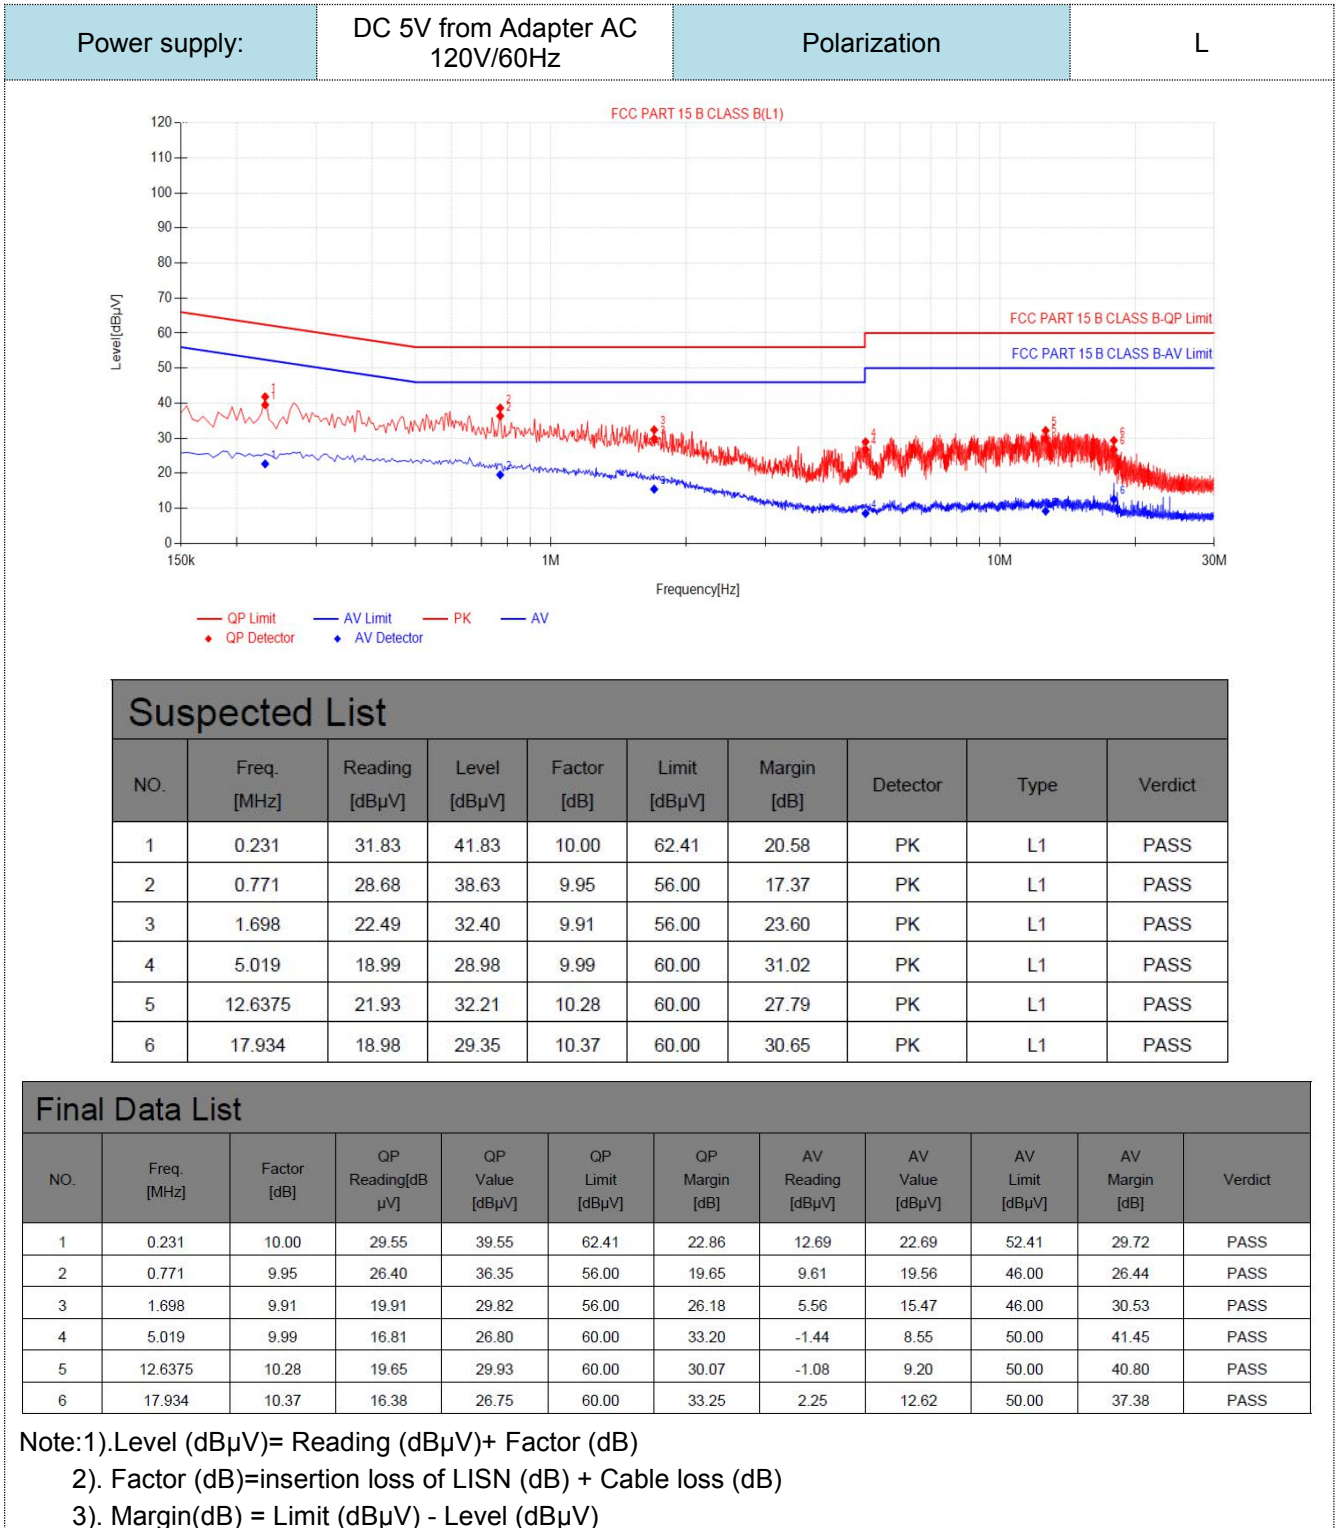 Power supply: DC 5V from Adapter AC 120V/60Hz Polarization L
FCC PART 15 B CLASS B(L1)
120
110
100
90
80
70
60
50
40
30
20
10
0
Level[dBµV]
FCC PART 15 B CLASS B-QP Limit
FCC PART 15 B CLASS B-AV Limit
150k 1M 10M 30M
Frequency[Hz]
QP Limit AV Limit PK AV
QP Detector AV Detector
Suspected List
NO. Freq. [MHz] Reading [dBµV] Level [dBµV] Factor [dB] Limit [dBµV] Margin [dB] Detector Type Verdict
1 0.231 31.83 41.83 10.00 62.41 20.58 PK L1 PASS
2 0.771 28.68 38.63 9.95 56.00 17.37 PK L1 PASS
3 1.698 22.49 32.40 9.91 56.00 23.60 PK L1 PASS
4 5.019 18.99 28.98 9.99 60.00 31.02 PK L1 PASS
5 12.6375 21.93 32.21 10.28 60.00 27.79 PK L1 PASS
6 17.934 18.98 29.35 10.37 60.00 30.65 PK L1 PASS
Final Data List
NO. Freq. [MHz] Factor [dB] QP Reading[dBµV] QP Value [dBµV] QP Limit [dBµV] QP Margin [dB] AV Reading [dBµV] AV Value [dBµV] AV Limit [dBµV] AV Margin [dB] Verdict
1 0.231 10.00 29.55 39.55 62.41 22.86 12.69 22.69 52.41 29.72 PASS
2 0.771 9.95 26.40 36.35 56.00 19.65 9.61 19.56 46.00 26.44 PASS
3 1.698 9.91 19.91 29.82 56.00 26.18 5.56 15.47 46.00 30.53 PASS
4 5.019 9.99 16.81 26.80 60.00 33.20 -1.44 8.55 50.00 41.45 PASS
5 12.6375 10.28 19.65 29.93 60.00 30.07 -1.08 9.20 50.00 40.80 PASS
6 17.934 10.37 16.38 26.75 60.00 33.25 2.25 12.62 50.00 37.38 PASS
Note:1).Level (dBµV)= Reading (dBµV)+ Factor (dB)
2). Factor (dB)=insertion loss of LISN (dB) + Cable loss (dB)
3). Margin(dB) = Limit (dBµV) - Level (dBµV)